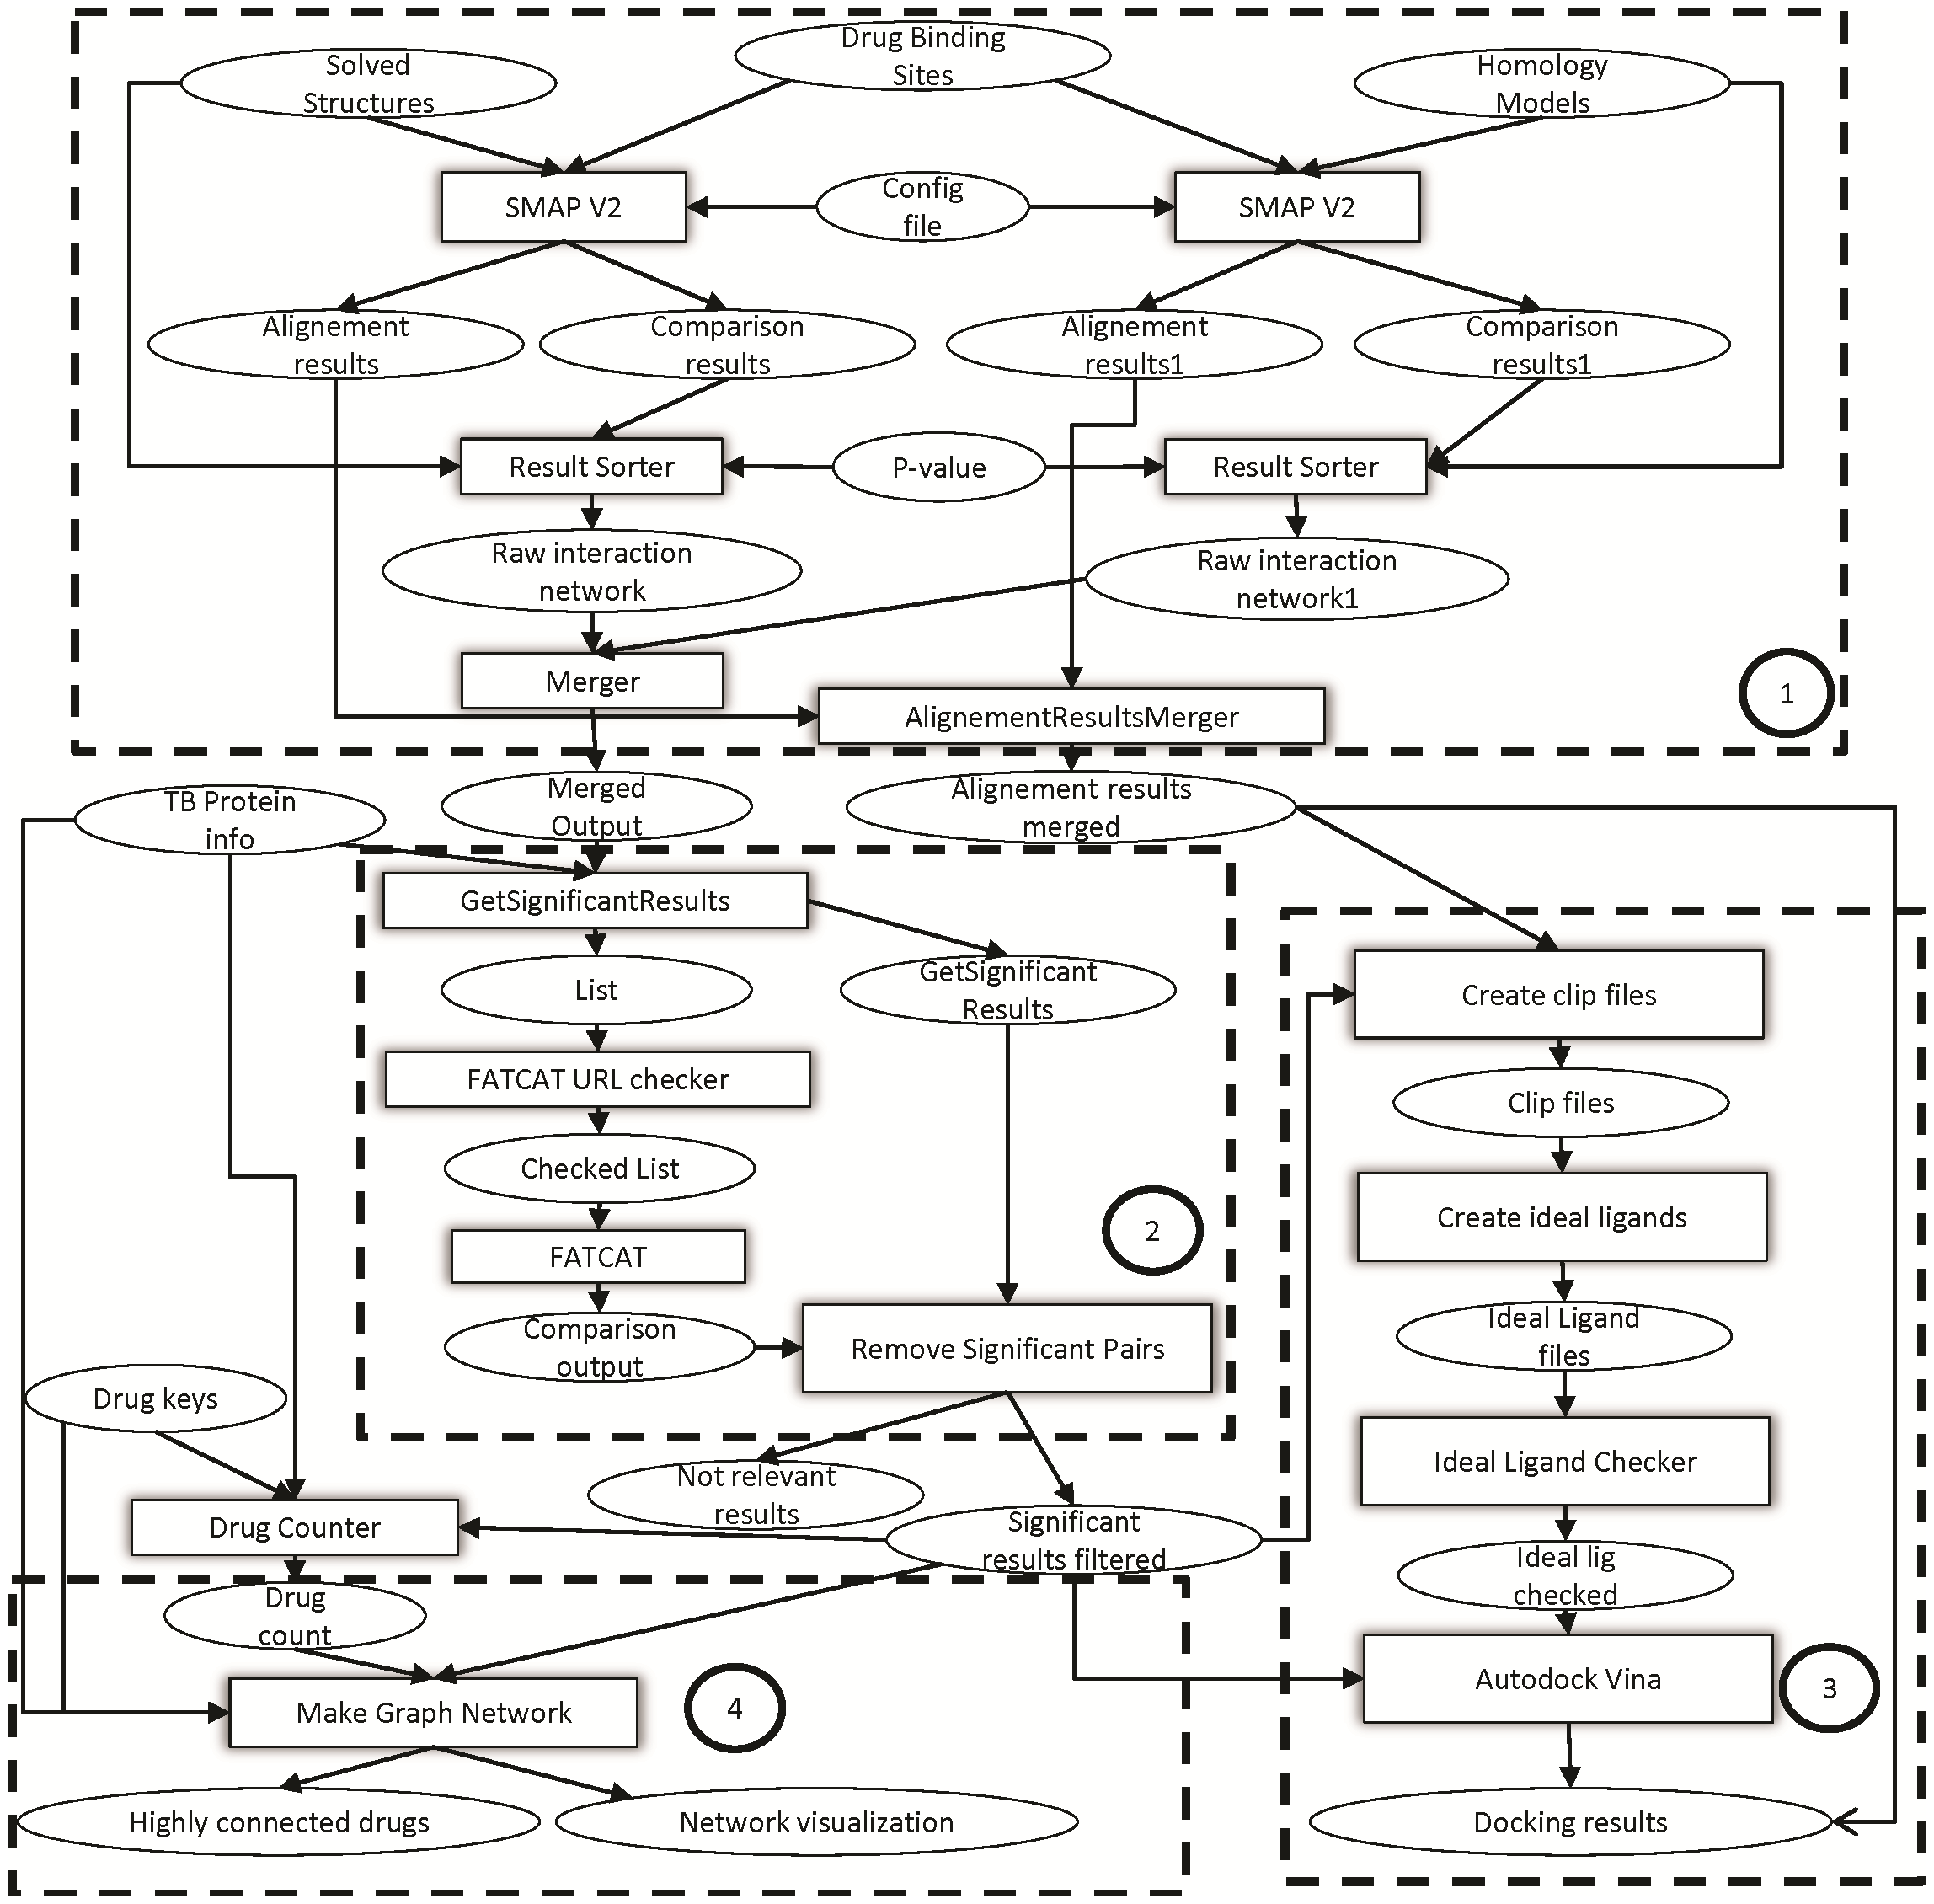 Solved
Structures
Drug Binding
Sites
Homology
Models
SMAP V2
Config
file
SMAP V2
Alignement
results
Comparison
results
Alignement
results1
Comparison
results1
Result Sorter
P-value
Result Sorter
Raw interaction
network
Raw interaction
network1
Merger
AlignementResultsMerger
1
TB Protein
info
Merged
Output
Alignement results
merged
GetSignificantResults
List
GetSignificant
Results
FATCAT URL checker
Checked List
FATCAT
Comparison
output
Remove Significant Pairs
2
Create clip files
Clip files
Create ideal ligands
Ideal Ligand
files
Ideal Ligand Checker
Ideal lig
checked
Autodock Vina
3
Docking results
Drug keys
Not relevant
results
Significant
results filtered
Drug Counter
Drug
count
Make Graph Network
4
Highly connected drugs
Network visualization